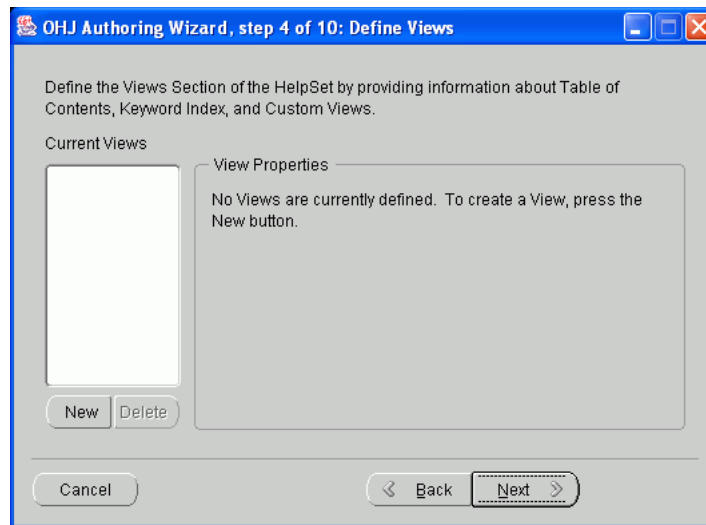 OHJ Authoring Wizard, step 4 of 10: Define Views
Define the Views Section of the HelpSet by providing information about Table of
Contents, Keyword Index, and Custom Views.
Current Views
View Properties
No Views are currently defined. To create a View, press the
New button.
New Delete
Cancel Back Next